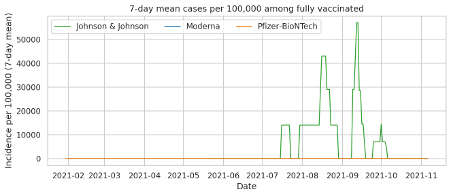 7-day mean cases per 100,000 among fully vaccinated
Johnson & Johnson
Moderna
Pfizer-BioNTech
Incidence per 100,000 (7-day mean)
50000
40000
30000
20000
10000
0
2021-02
2021-03
2021-04
2021-05
2021-06
2021-07
2021-08
2021-09
2021-10
2021-11
Date